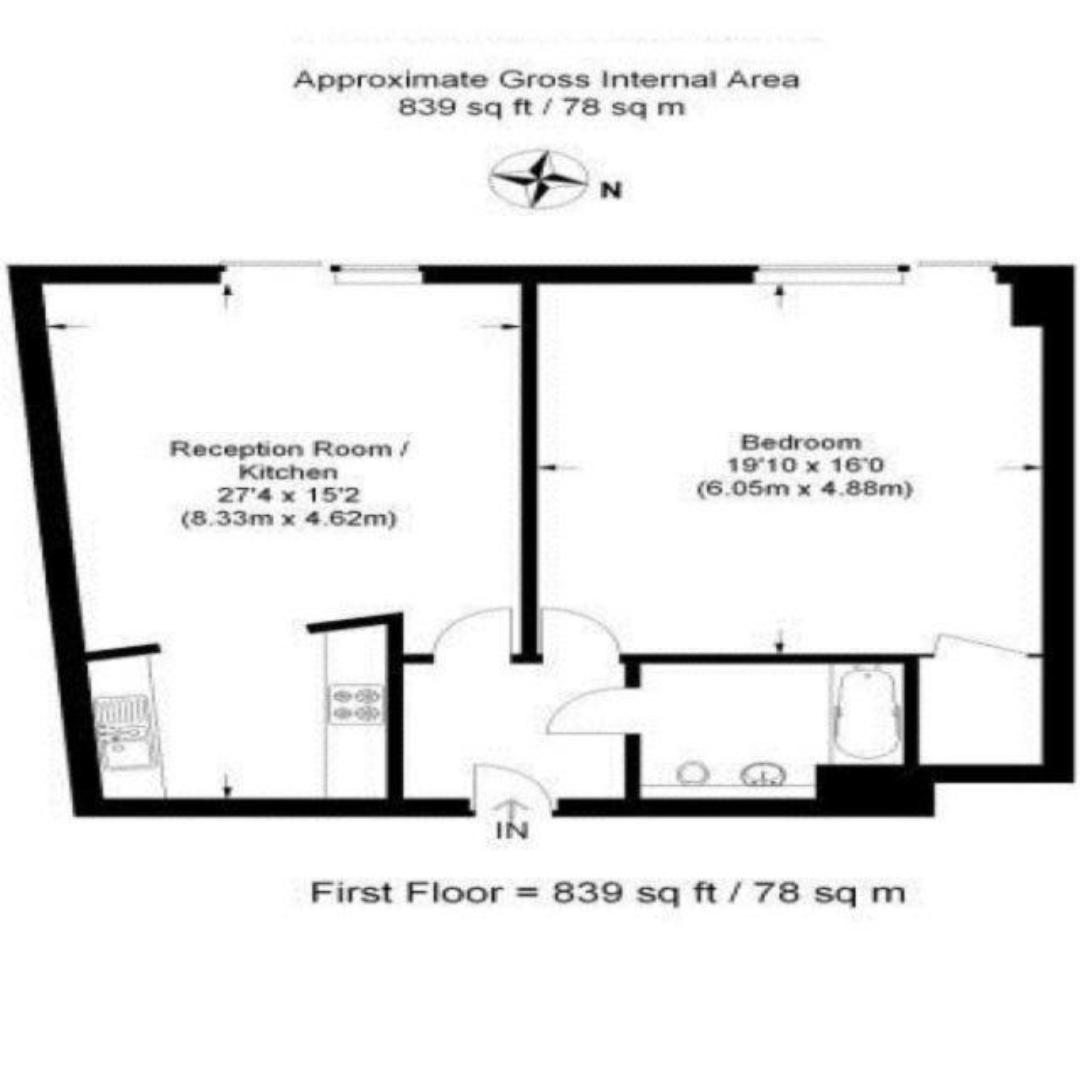 Approximate Gross Internal Area
839 sq ft / 78 sq m
N
Reception Room /
Kitchen
27'4 x 15'2
(8.33m x 4.62m)
Bedroom
19'10 x 16'0
(6.05m x 4.88m)
IN
First Floor = 839 sq ft / 78 sq m